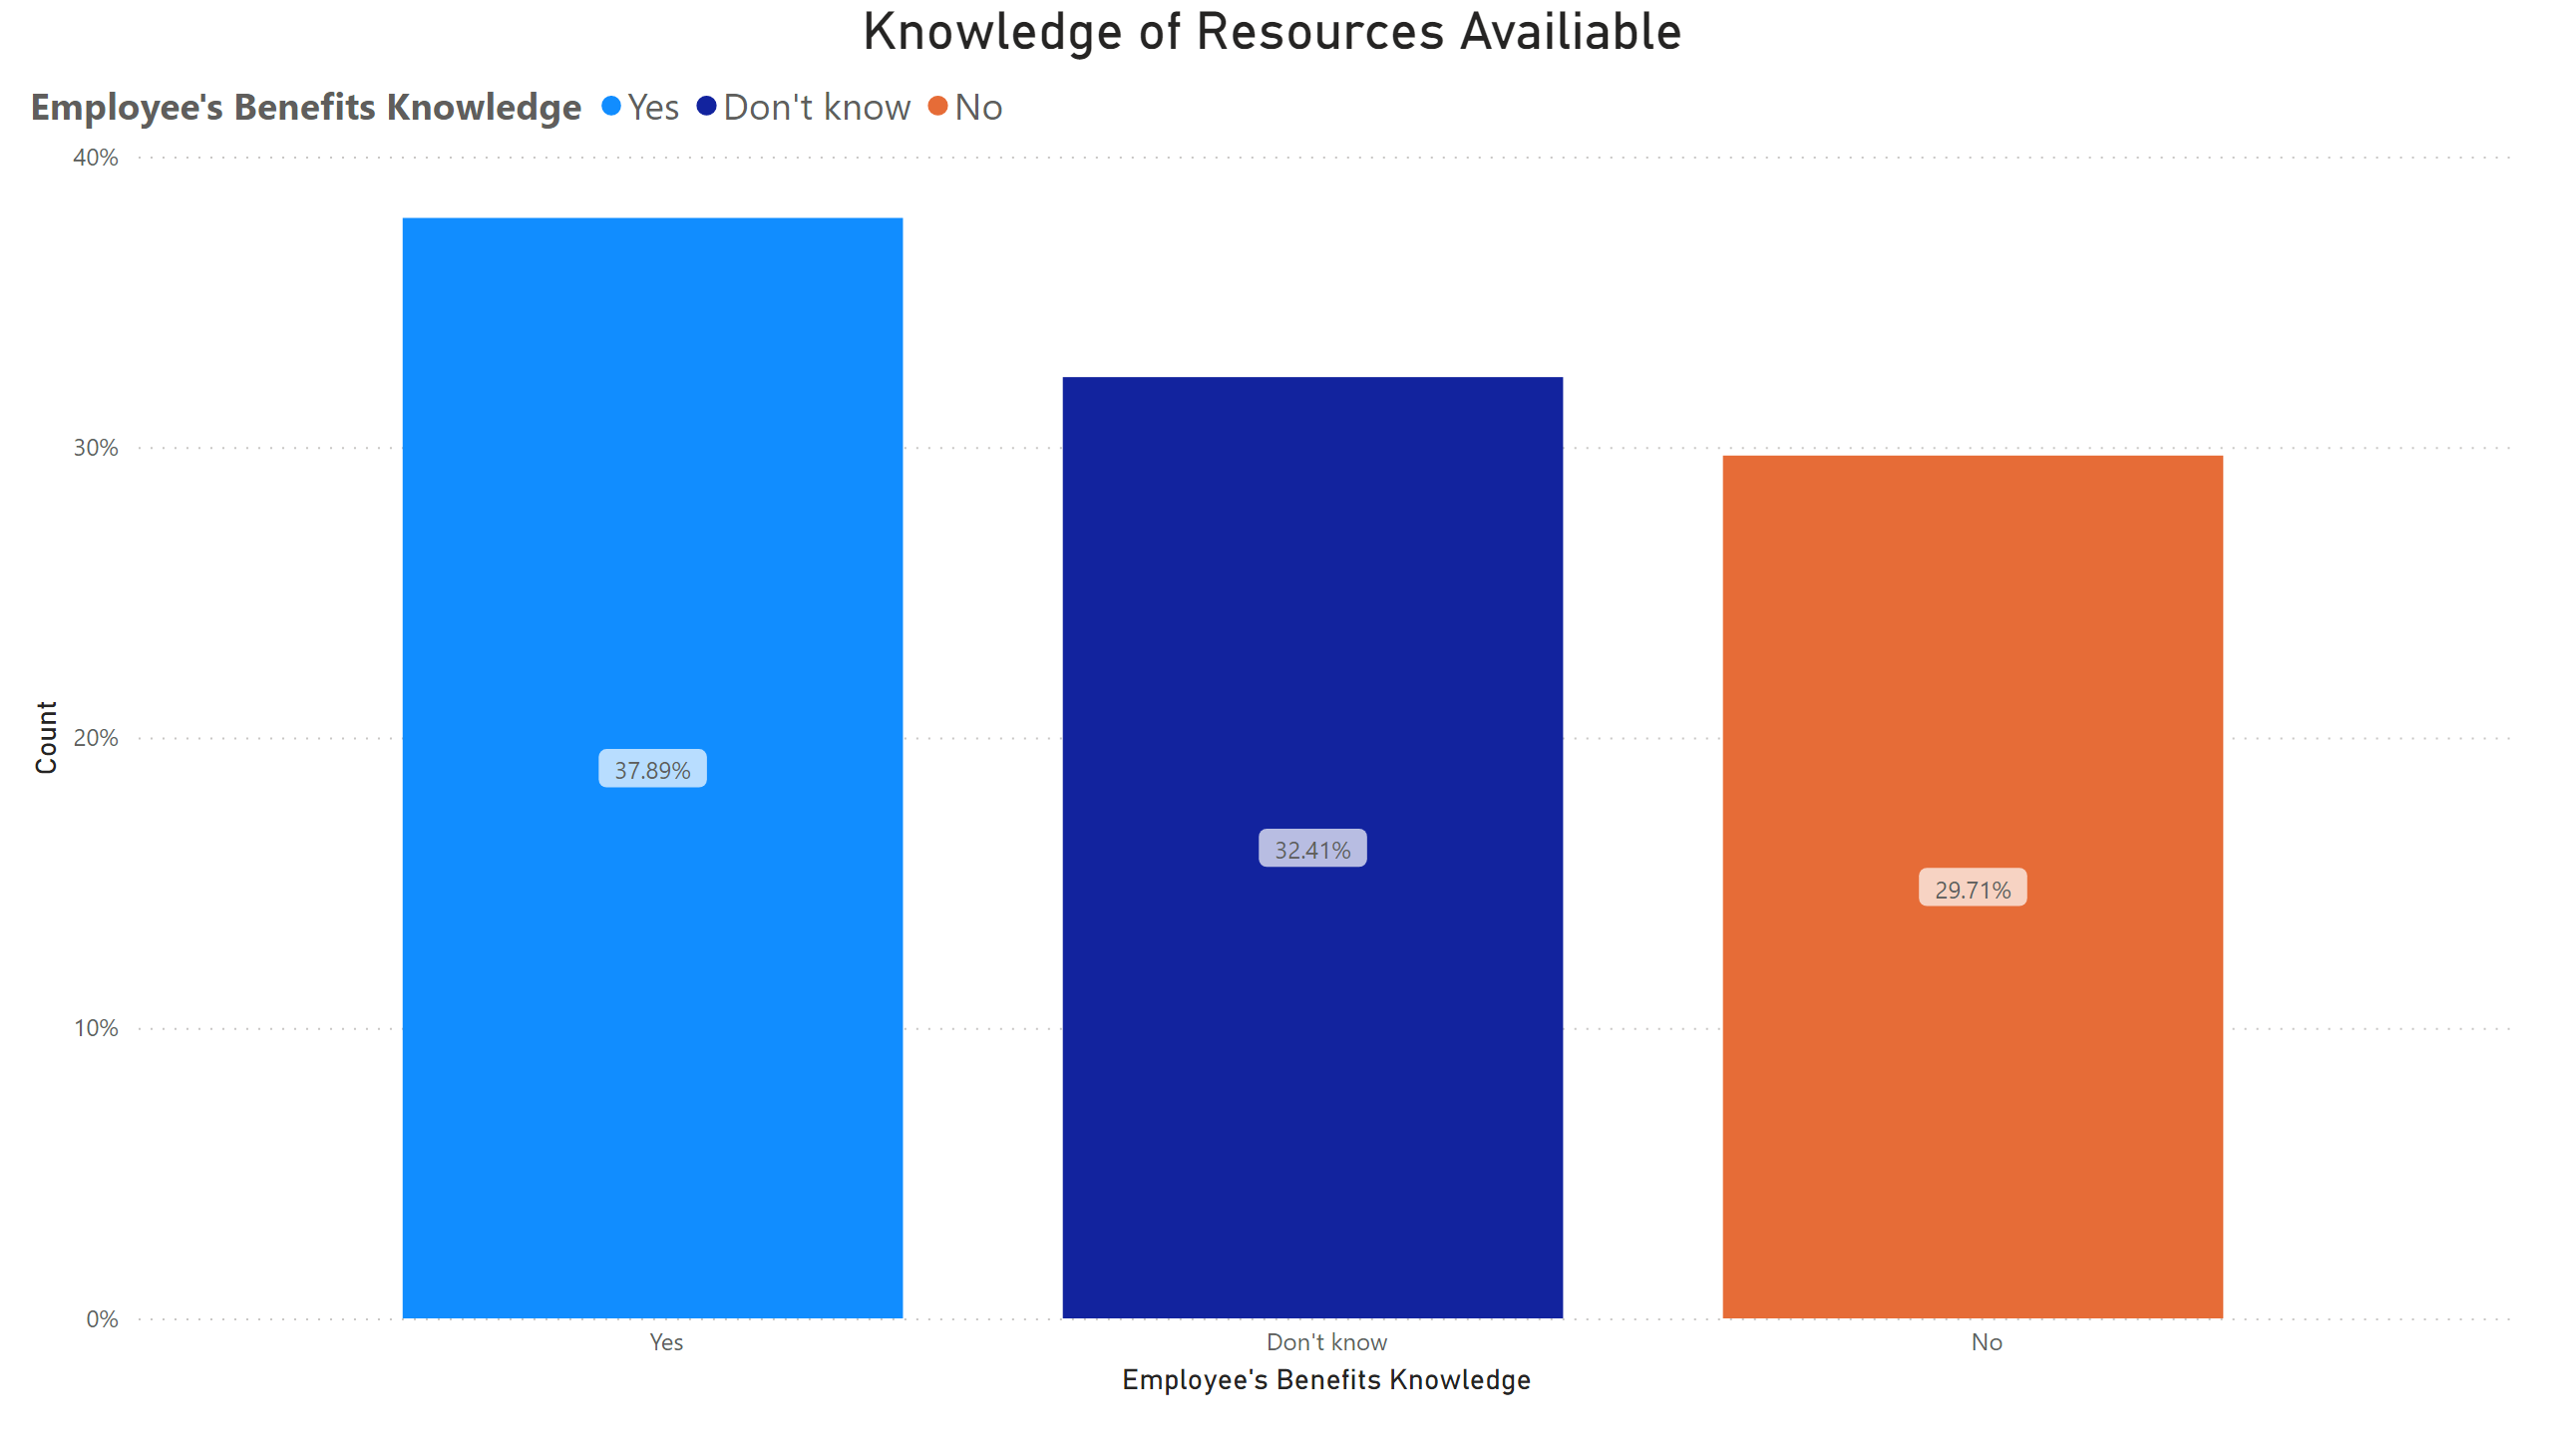 Knowledge of Resources Availiable
Employee's Benefits Knowledge Yes Don't know No
40%
30%
20%
10%
0%
Count
37.89%
32.41%
29.71%
Yes Don't know No
Employee's Benefits Knowledge